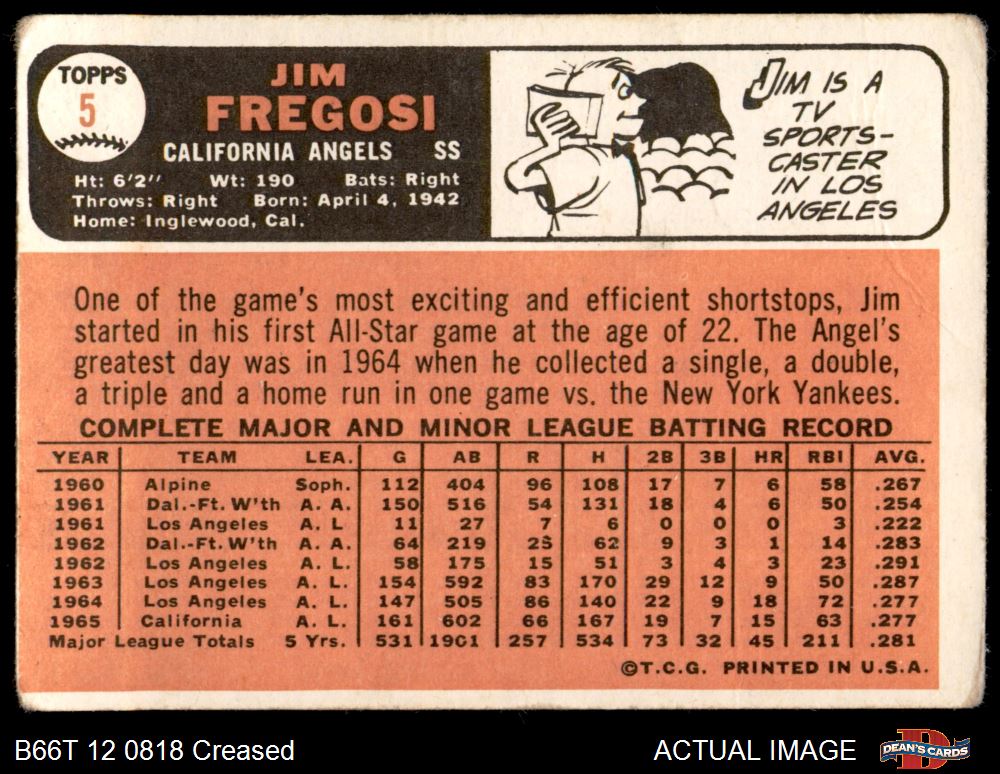 TOPPS
5
JIM
FREGOSI
CALIFORNIA ANGELS SS
Ht: 6'2" Wt: 190 Bats: Right
Throws: Right Born: April 4, 1942
Home: Inglewood, Cal.
JIM IS A
TV
SPORTS-
CASTER
IN LOS
ANGELES
One of the game's most exciting and efficient shortstops, Jim
started in his first All-Star game at the age of 22. The Angel's
greatest day was in 1964 when he collected a single, a double,
a triple and a home run in one game vs. the New York Yankees.
COMPLETE MAJOR AND MINOR LEAGUE BATTING RECORD
YEAR TEAM LEA. G AB R H 2B 3B HR RBI AVG.
1960 Alpine Soph. 112 404 96 108 17 7 6 58 .267
1961 Dal.-Ft. W'th A. A. 150 516 54 131 18 4 6 50 .254
1961 Los Angeles A. L 11 27 7 6 0 0 0 3 .222
1962 Dal.-Ft. W'th A. A. 64 219 25 62 9 3 1 14 .283
1962 Los Angeles A. L. 58 175 15 51 3 4 3 23 .291
1963 Los Angeles A. L. 154 592 83 170 29 12 9 50 .287
1964 Los Angeles A. L. 147 505 86 140 22 9 18 72 .277
1965 California A. L. 161 602 66 167 19 7 15 63 .277
Major League Totals 5 Yrs. 531 1901 257 534 73 32 45 211 .281
©T.C.G. PRINTED IN U.S.A.
B66T 12 0818 Creased ACTUAL IMAGE DEAN'S CARDS